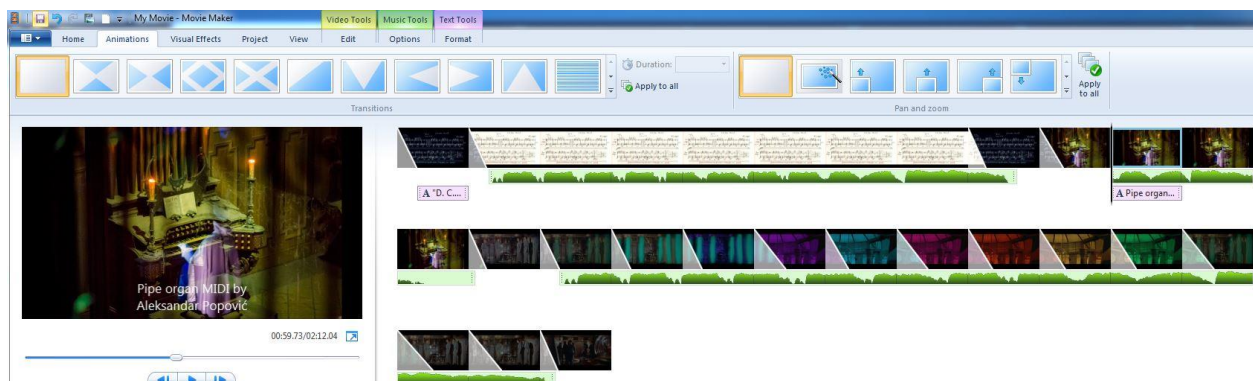 My Movie - Movie Maker
Video Tools
Music Tools
Text Tools
Home
Animations
Visual Effects
Project
View
Edit
Options
Format
Duration:
Apply to all
Apply
to all
Transitions
Pan and zoom
A "D. C....
A Pipe organ...
Pipe organ MIDI by
Aleksandar Popović
00:59.73/02:12.04